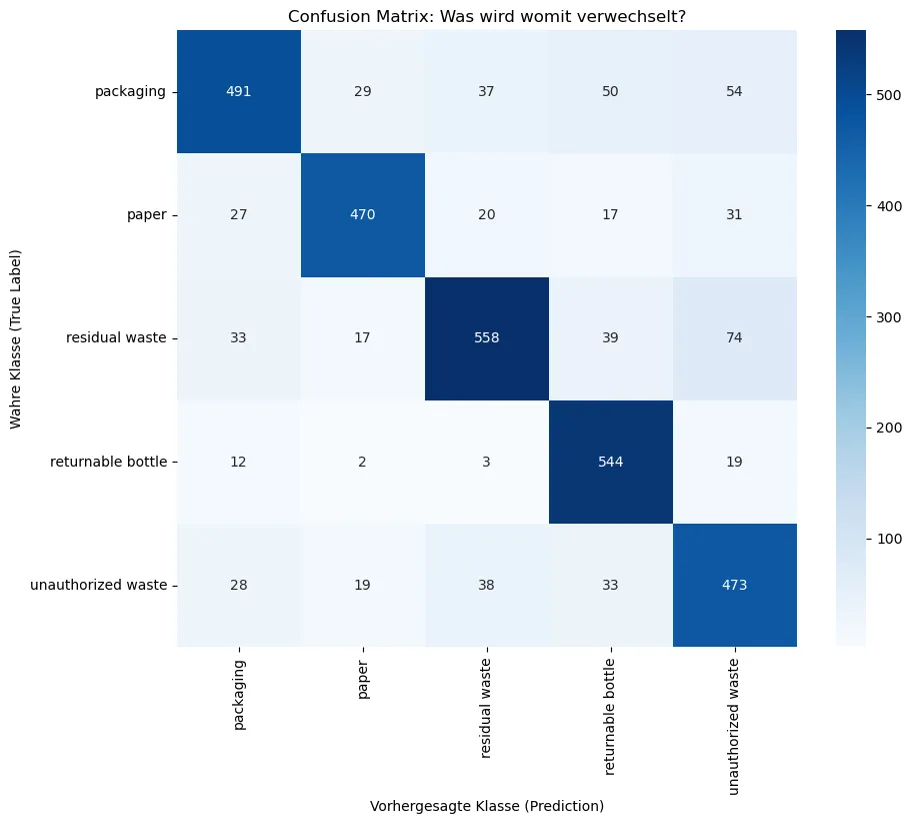 Confusion Matrix: Was wird womit verwechselt?
packaging 491 29 37 50 54
paper 27 470 20 17 31
residual waste 33 17 558 39 74
returnable bottle 12 2 3 544 19
unauthorized waste 28 19 38 33 473
Wahre Klasse (True Label)
packaging paper residual waste returnable bottle unauthorized waste
Vorhergesagte Klasse (Prediction)
500
400
300
200
100